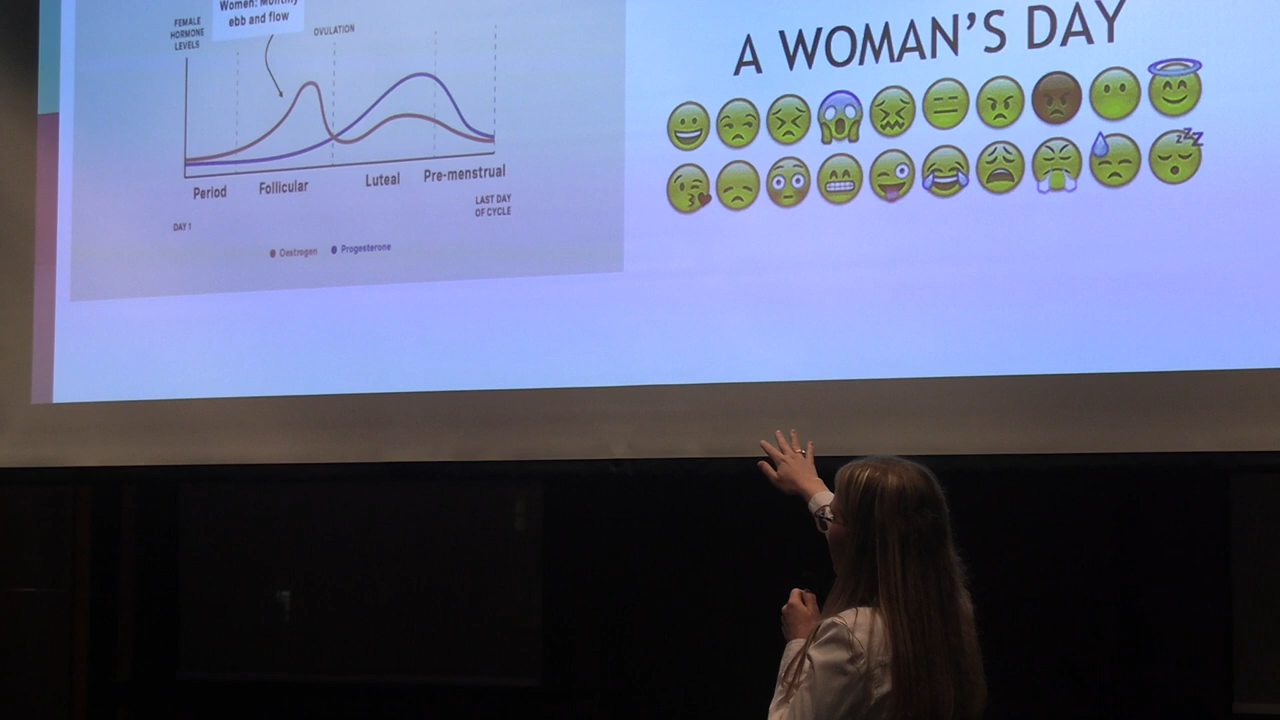 Women: Monthly
ebb and flow
FEMALE
HORMONE
LEVELS
OVULATION
Period
Follicular
Luteal
Pre-menstrual
DAY 1
LAST DAY
OF CYCLE
Oestrogen
Progesterone
A WOMAN'S DAY
zzz